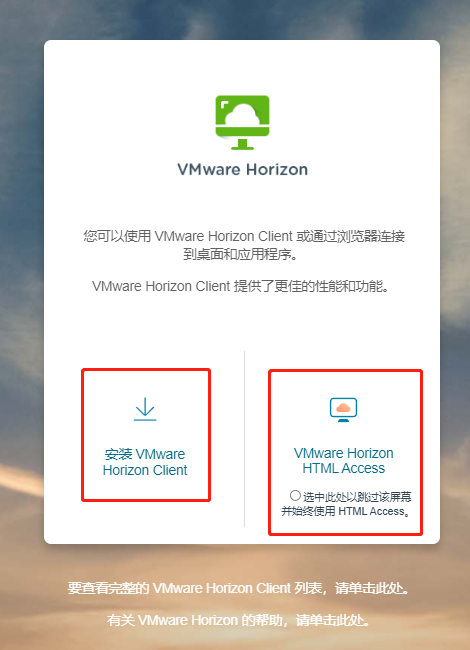 VMware Horizon
您可以使用 VMware Horizon Client 或通过浏览器连接
到桌面和应用程序。
VMware Horizon Client 提供了更佳的性能和功能。
安装 VMware
Horizon Client
VMware Horizon
HTML Access
选中此处以跳过该屏幕
并始终使用 HTML Access。
要查看完整的 VMware Horizon Client 列表，请单击此处。
有关 VMware Horizon 的帮助，请单击此处。